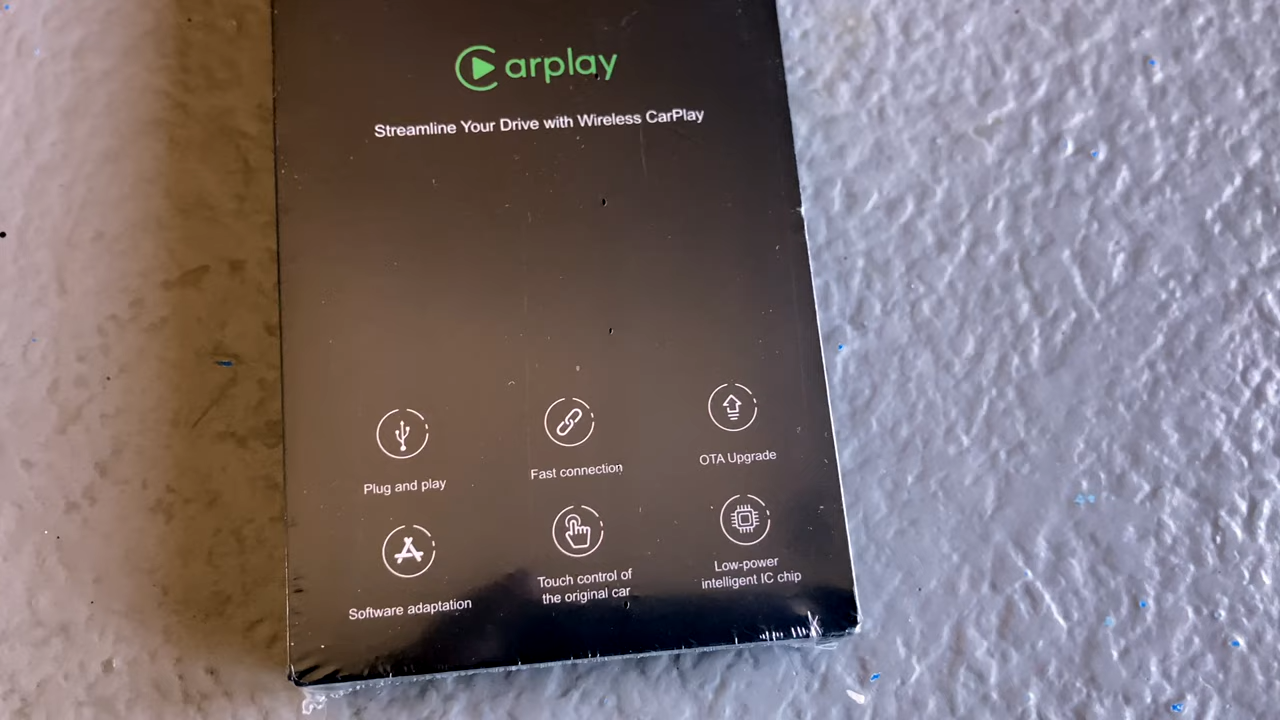 Carplay
Streamline Your Drive with Wireless CarPlay
Plug and play
Fast connection
OTA Upgrade
Software adaptation
Touch control of
the original car
Low-power
intelligent IC chip